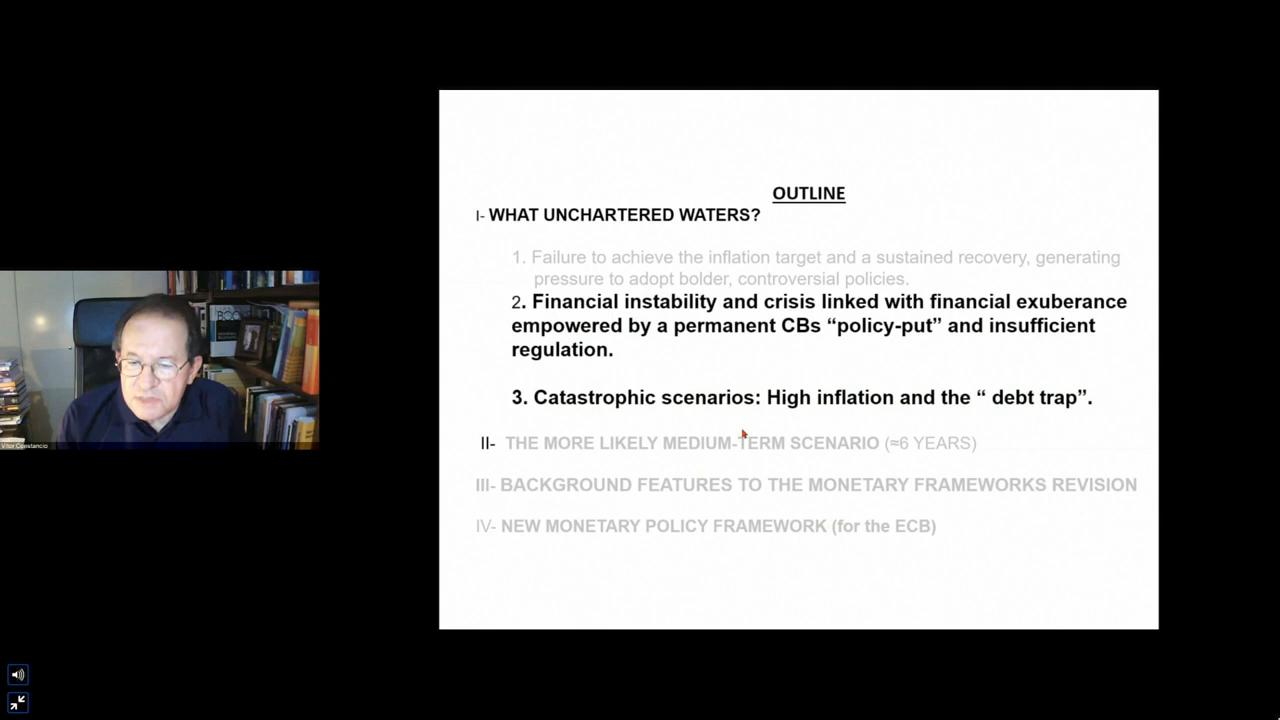 OUTLINE
I- WHAT UNCHARTERED WATERS?
1. Failure to achieve the inflation target and a sustained recovery, generating
pressure to adopt bolder, controversial policies.
2. Financial instability and crisis linked with financial exuberance
empowered by a permanent CBs “policy-put” and insufficient
regulation.
3. Catastrophic scenarios: High inflation and the “ debt trap”.
II- THE MORE LIKELY MEDIUM-TERM SCENARIO (≈6 YEARS)
III- BACKGROUND FEATURES TO THE MONETARY FRAMEWORKS REVISION
IV- NEW MONETARY POLICY FRAMEWORK (for the ECB)
Vitor Constancio